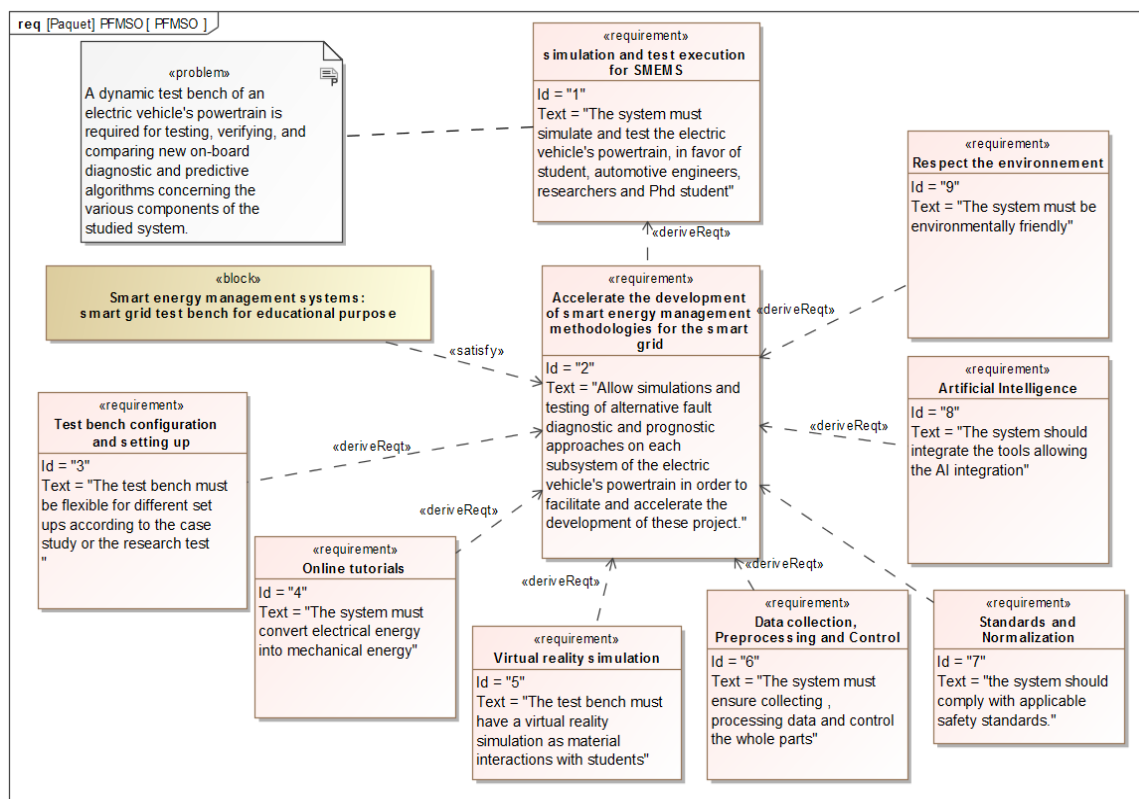 req [Paquet] PFMSO [ PFMSO ]
«problem»
A dynamic test bench of an
electric vehicle's powertrain is
required for testing, verifying, and
comparing new on-board
diagnostic and predictive
algorithms concerning the
various components of the
studied system.
«requirement»
simulation and test execution
for SMEMS
Id = "1"
Text = "The system must
simulate and test the electric
vehicle's powertrain, in favor of
student, automotive engineers,
researchers and Phd student"
«requirement»
Respect the environnement
Id = "9"
Text = "The system must be
environmentally friendly"
«deriveReqt»
«block»
Smart energy management systems:
smart grid test bench for educational purpose
«satisfy»
«requirement»
Accelerate the development
of smart energy management
methodologies for the smart
grid
Id = "2"
Text = "Allow simulations and
testing of alternative fault
diagnostic and prognostic
approaches on each
subsystem of the electric
vehicle's powertrain in order to
facilitate and accelerate the
development of these project."
«deriveReqt»
«requirement»
Artificial Intelligence
Id = "8"
Text = "The system should
integrate the tools allowing
the AI integration"
«deriveReqt»
«requirement»
Test bench configuration
and setting up
Id = "3"
Text = "The test bench must
be flexible for different set
ups according to the case
study or the research test
"
«deriveReqt»
«requirement»
Online tutorials
Id = "4"
Text = "The system must
convert electrical energy
into mechanical energy"
«deriveReqt»
«requirement»
Virtual reality simulation
Id = "5"
Text = "The test bench must
have a virtual reality
simulation as material
interactions with students"
«deriveReqt»
«requirement»
Data collection,
Preprocessing and Control
Id = "6"
Text = "The system must
ensure collecting ,
processing data and control
the whole parts"
«deriveReqt»
«requirement»
Standards and
Normalization
Id = "7"
Text = "the system should
comply with applicable
safety standards."